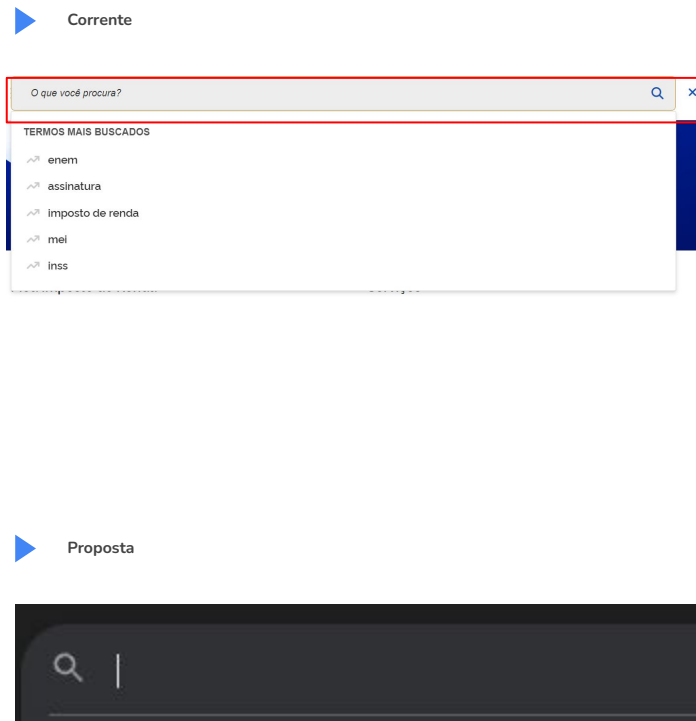 Corrente
O que você procura?
TERMOS MAIS BUSCADOS
enem
assinatura
imposto de renda
mei
inss
Proposta